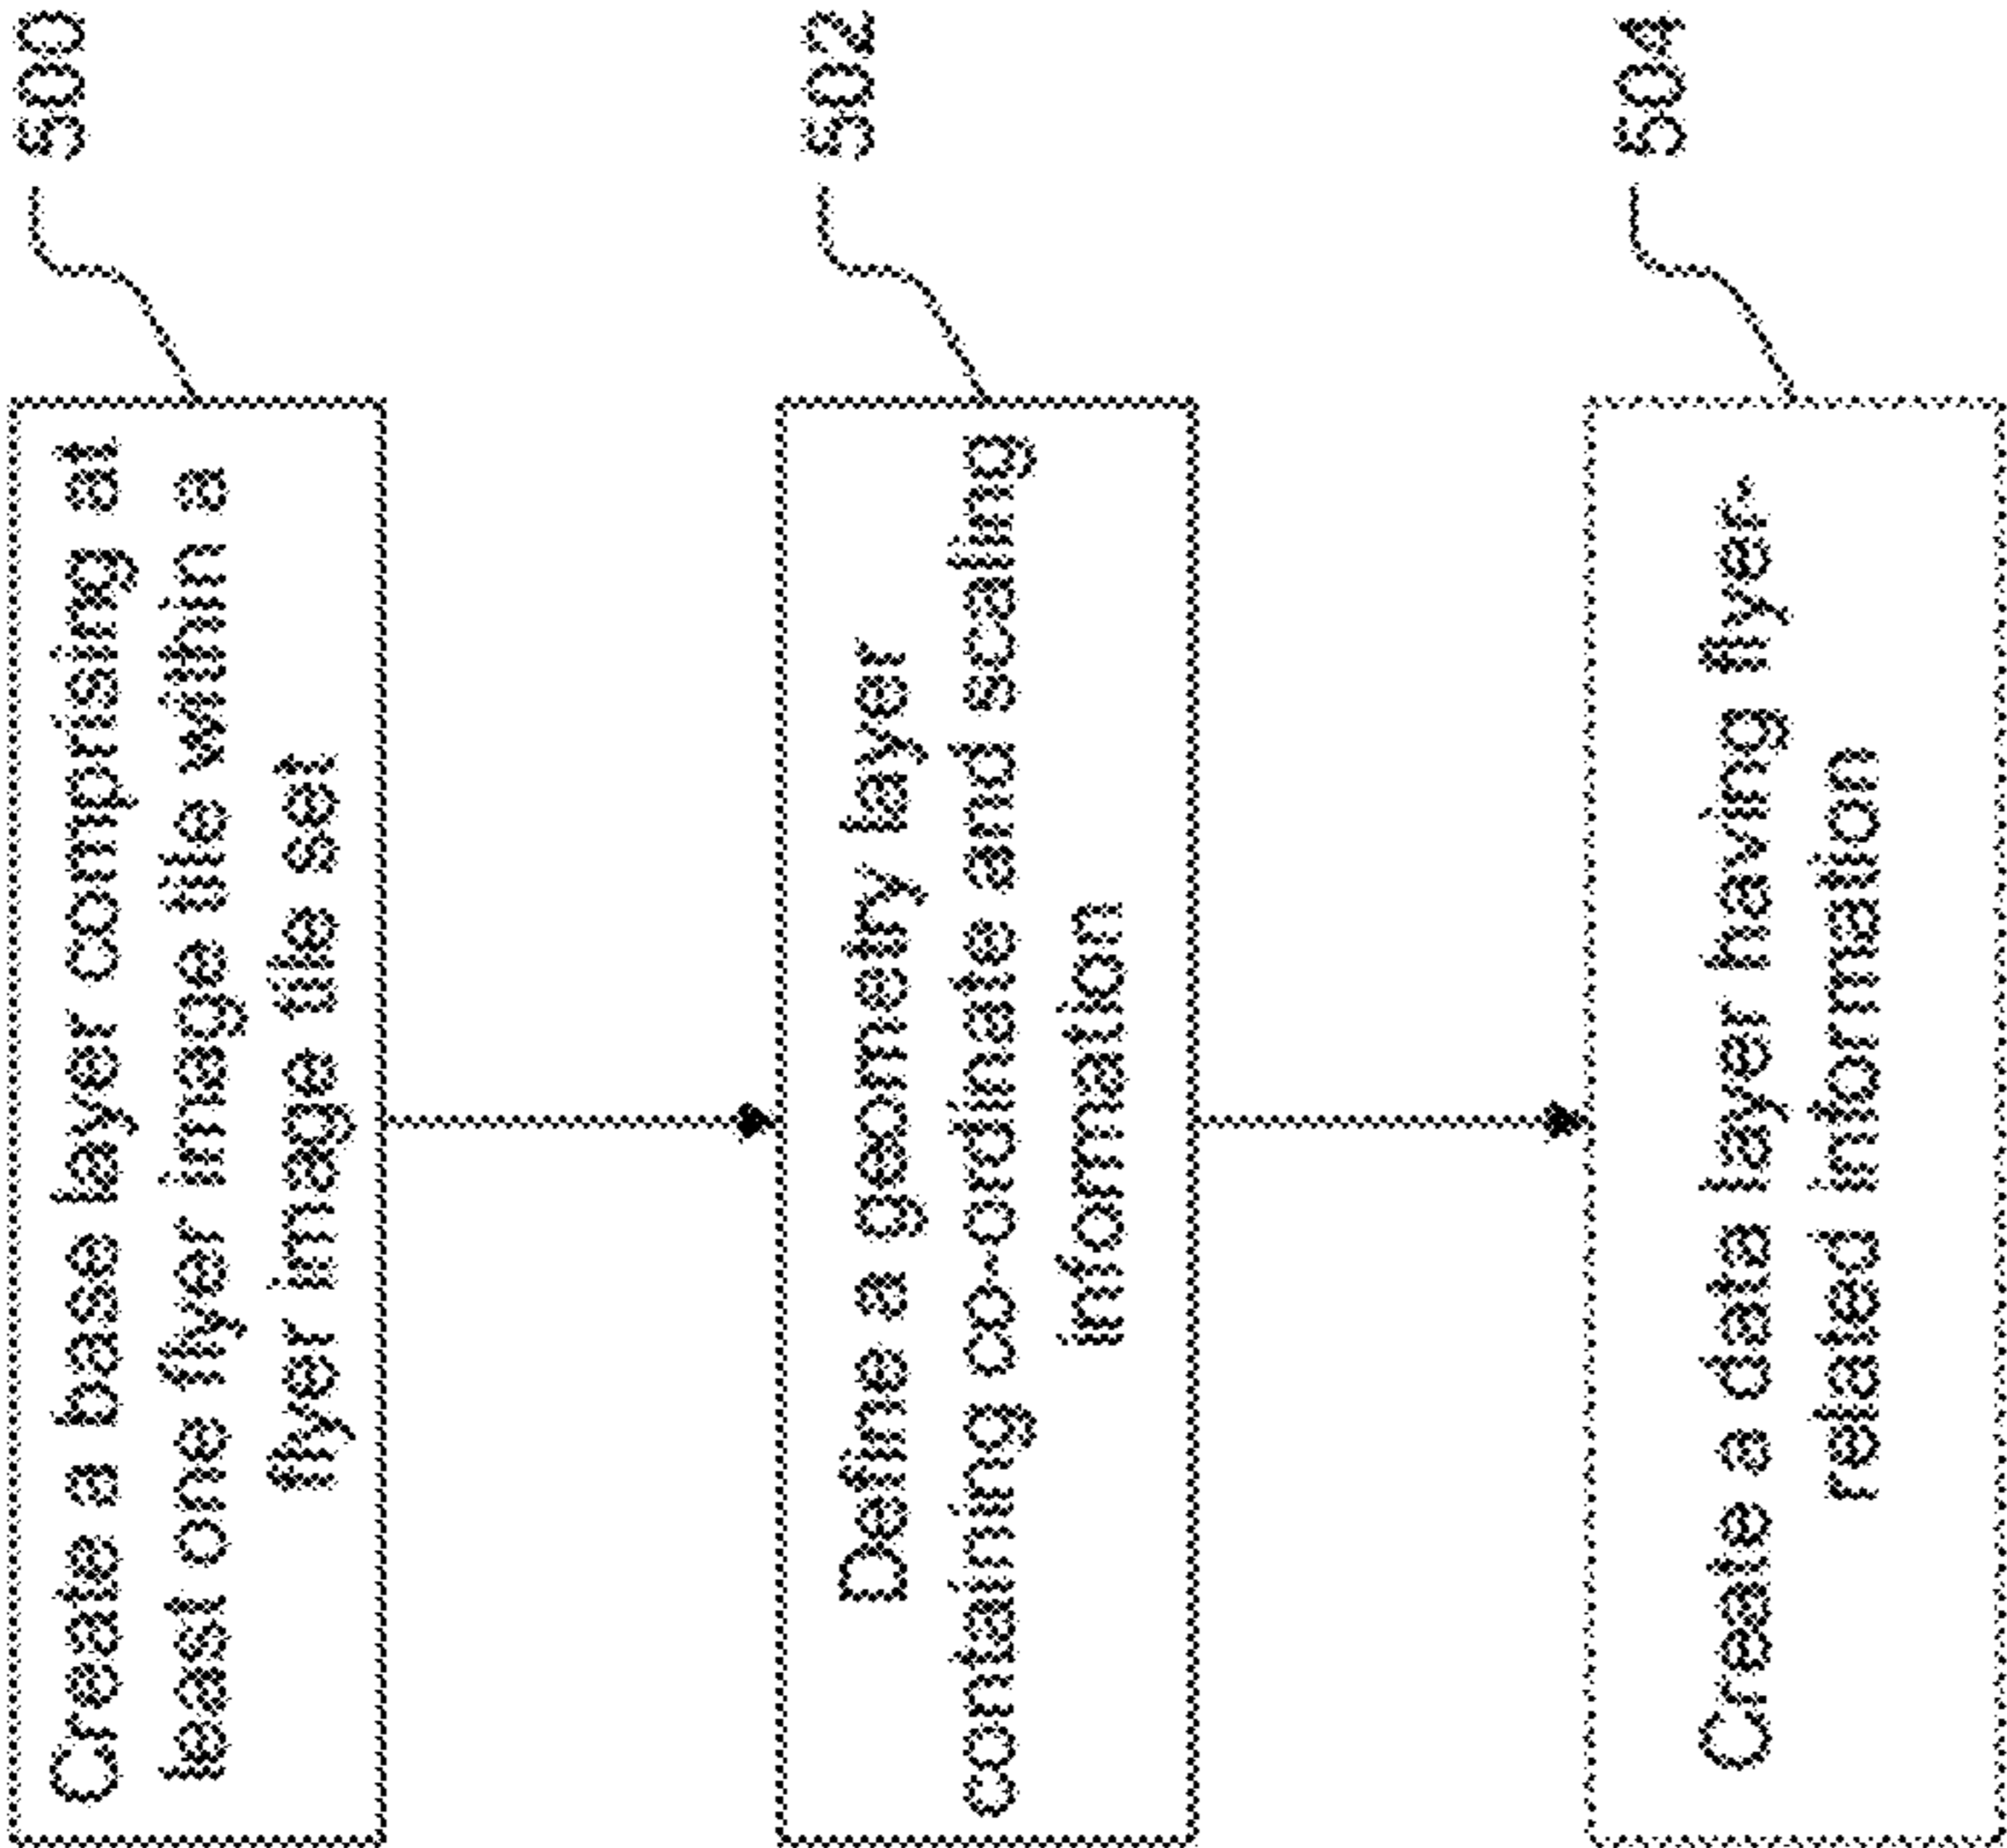 Create a base layer comprising at
least one flyer image tile within a
flyer image tile set
500
Define a geometry layer
containing co-ordinate and scaling
information
502
Create a data layer having flyer-
related information
504